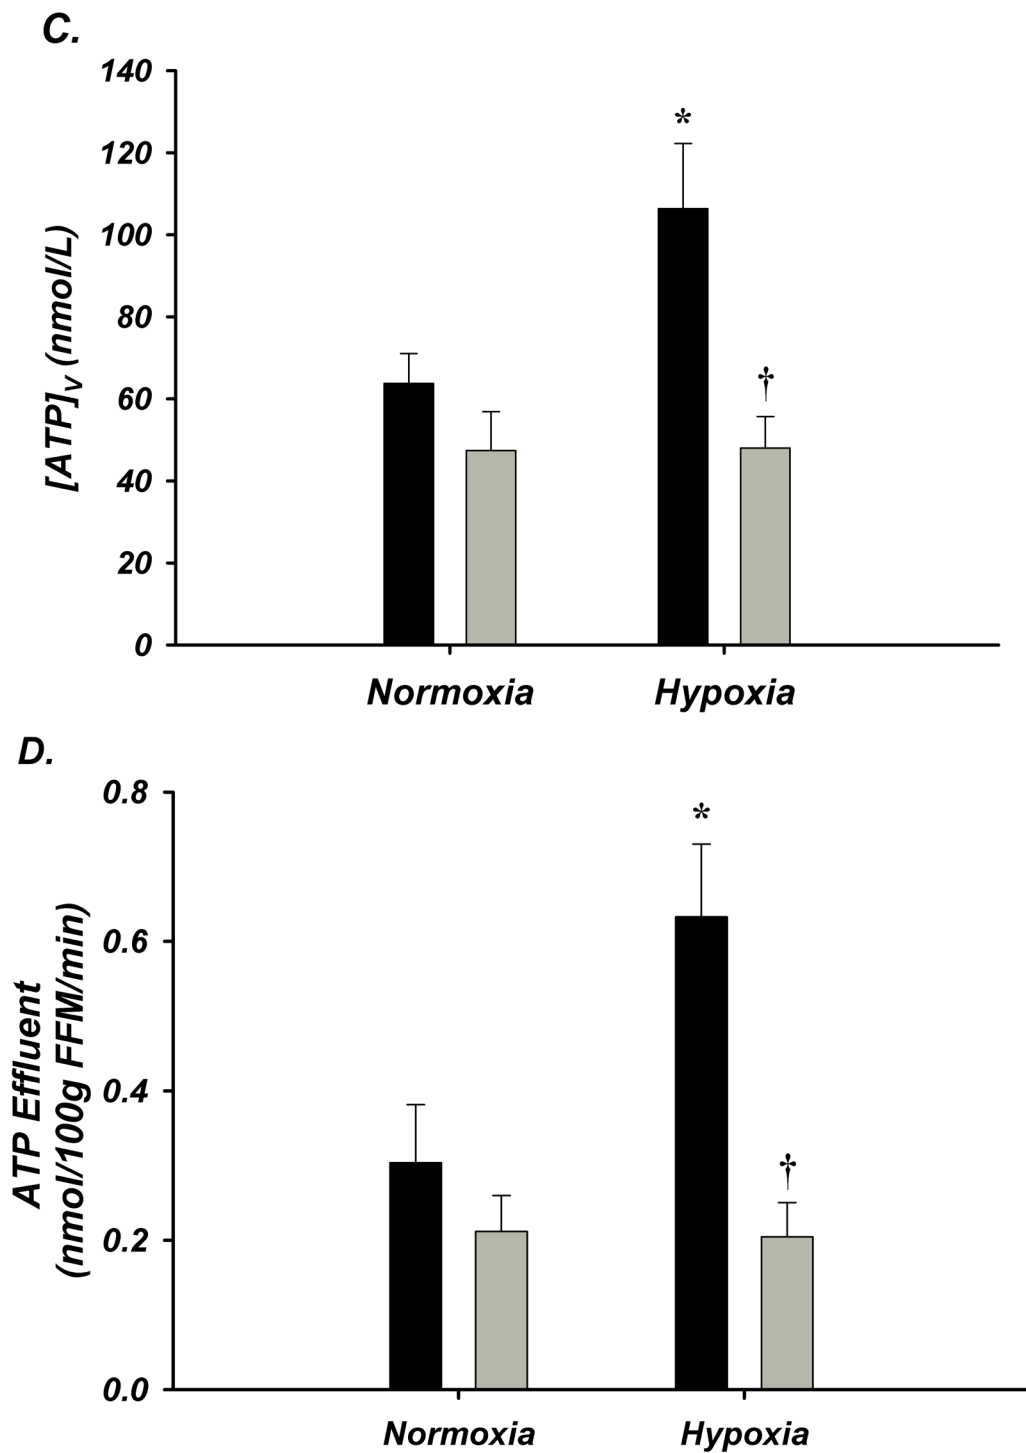 C.
140
120
100
80
60
40
20
0
[ATP]V (nmol/L)
*
†
Normoxia Hypoxia
D.
0.8
0.6
0.4
0.2
0.0
ATP Effluent
(nmol/100g FFM/min)
*
†
Normoxia Hypoxia